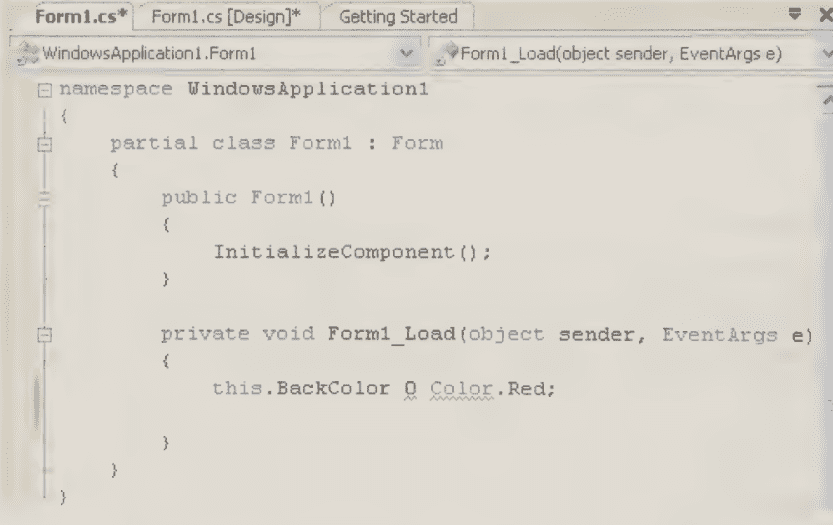 Form1.cs* Form1.cs [Design]* Getting Started
WindowsApplication1.Form1 Form1_Load(object sender, EventArgs e)
namespace WindowsApplication1
{
partial class Form1 : Form
{
public Form1()
{
InitializeComponent();
}
private void Form1_Load(object sender, EventArgs e)
{
this.BackColor 0 Color.Red;
}
}
}